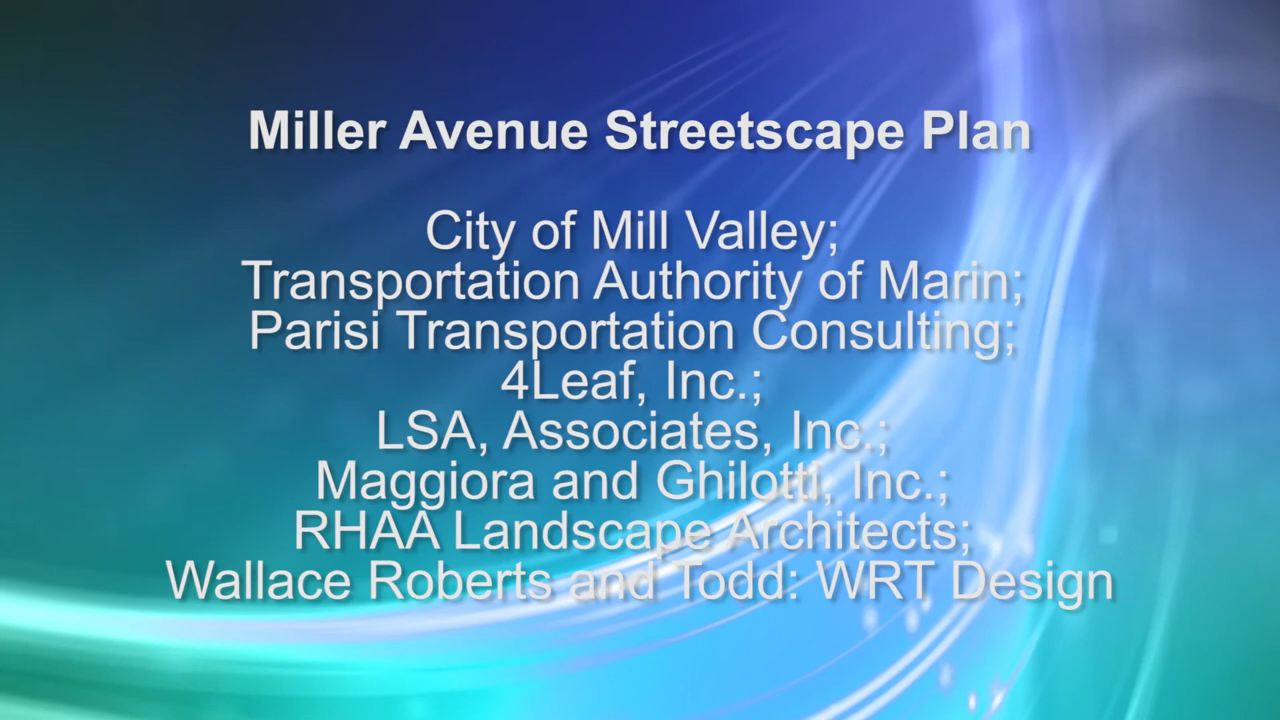 Miller Avenue Streetscape Plan
City of Mill Valley;
Transportation Authority of Marin;
Parisi Transportation Consulting;
4Leaf, Inc.;
LSA, Associates, Inc.;
Maggiora and Ghilotti, Inc.;
RHAA Landscape Architects;
Wallace Roberts and Todd: WRT Design